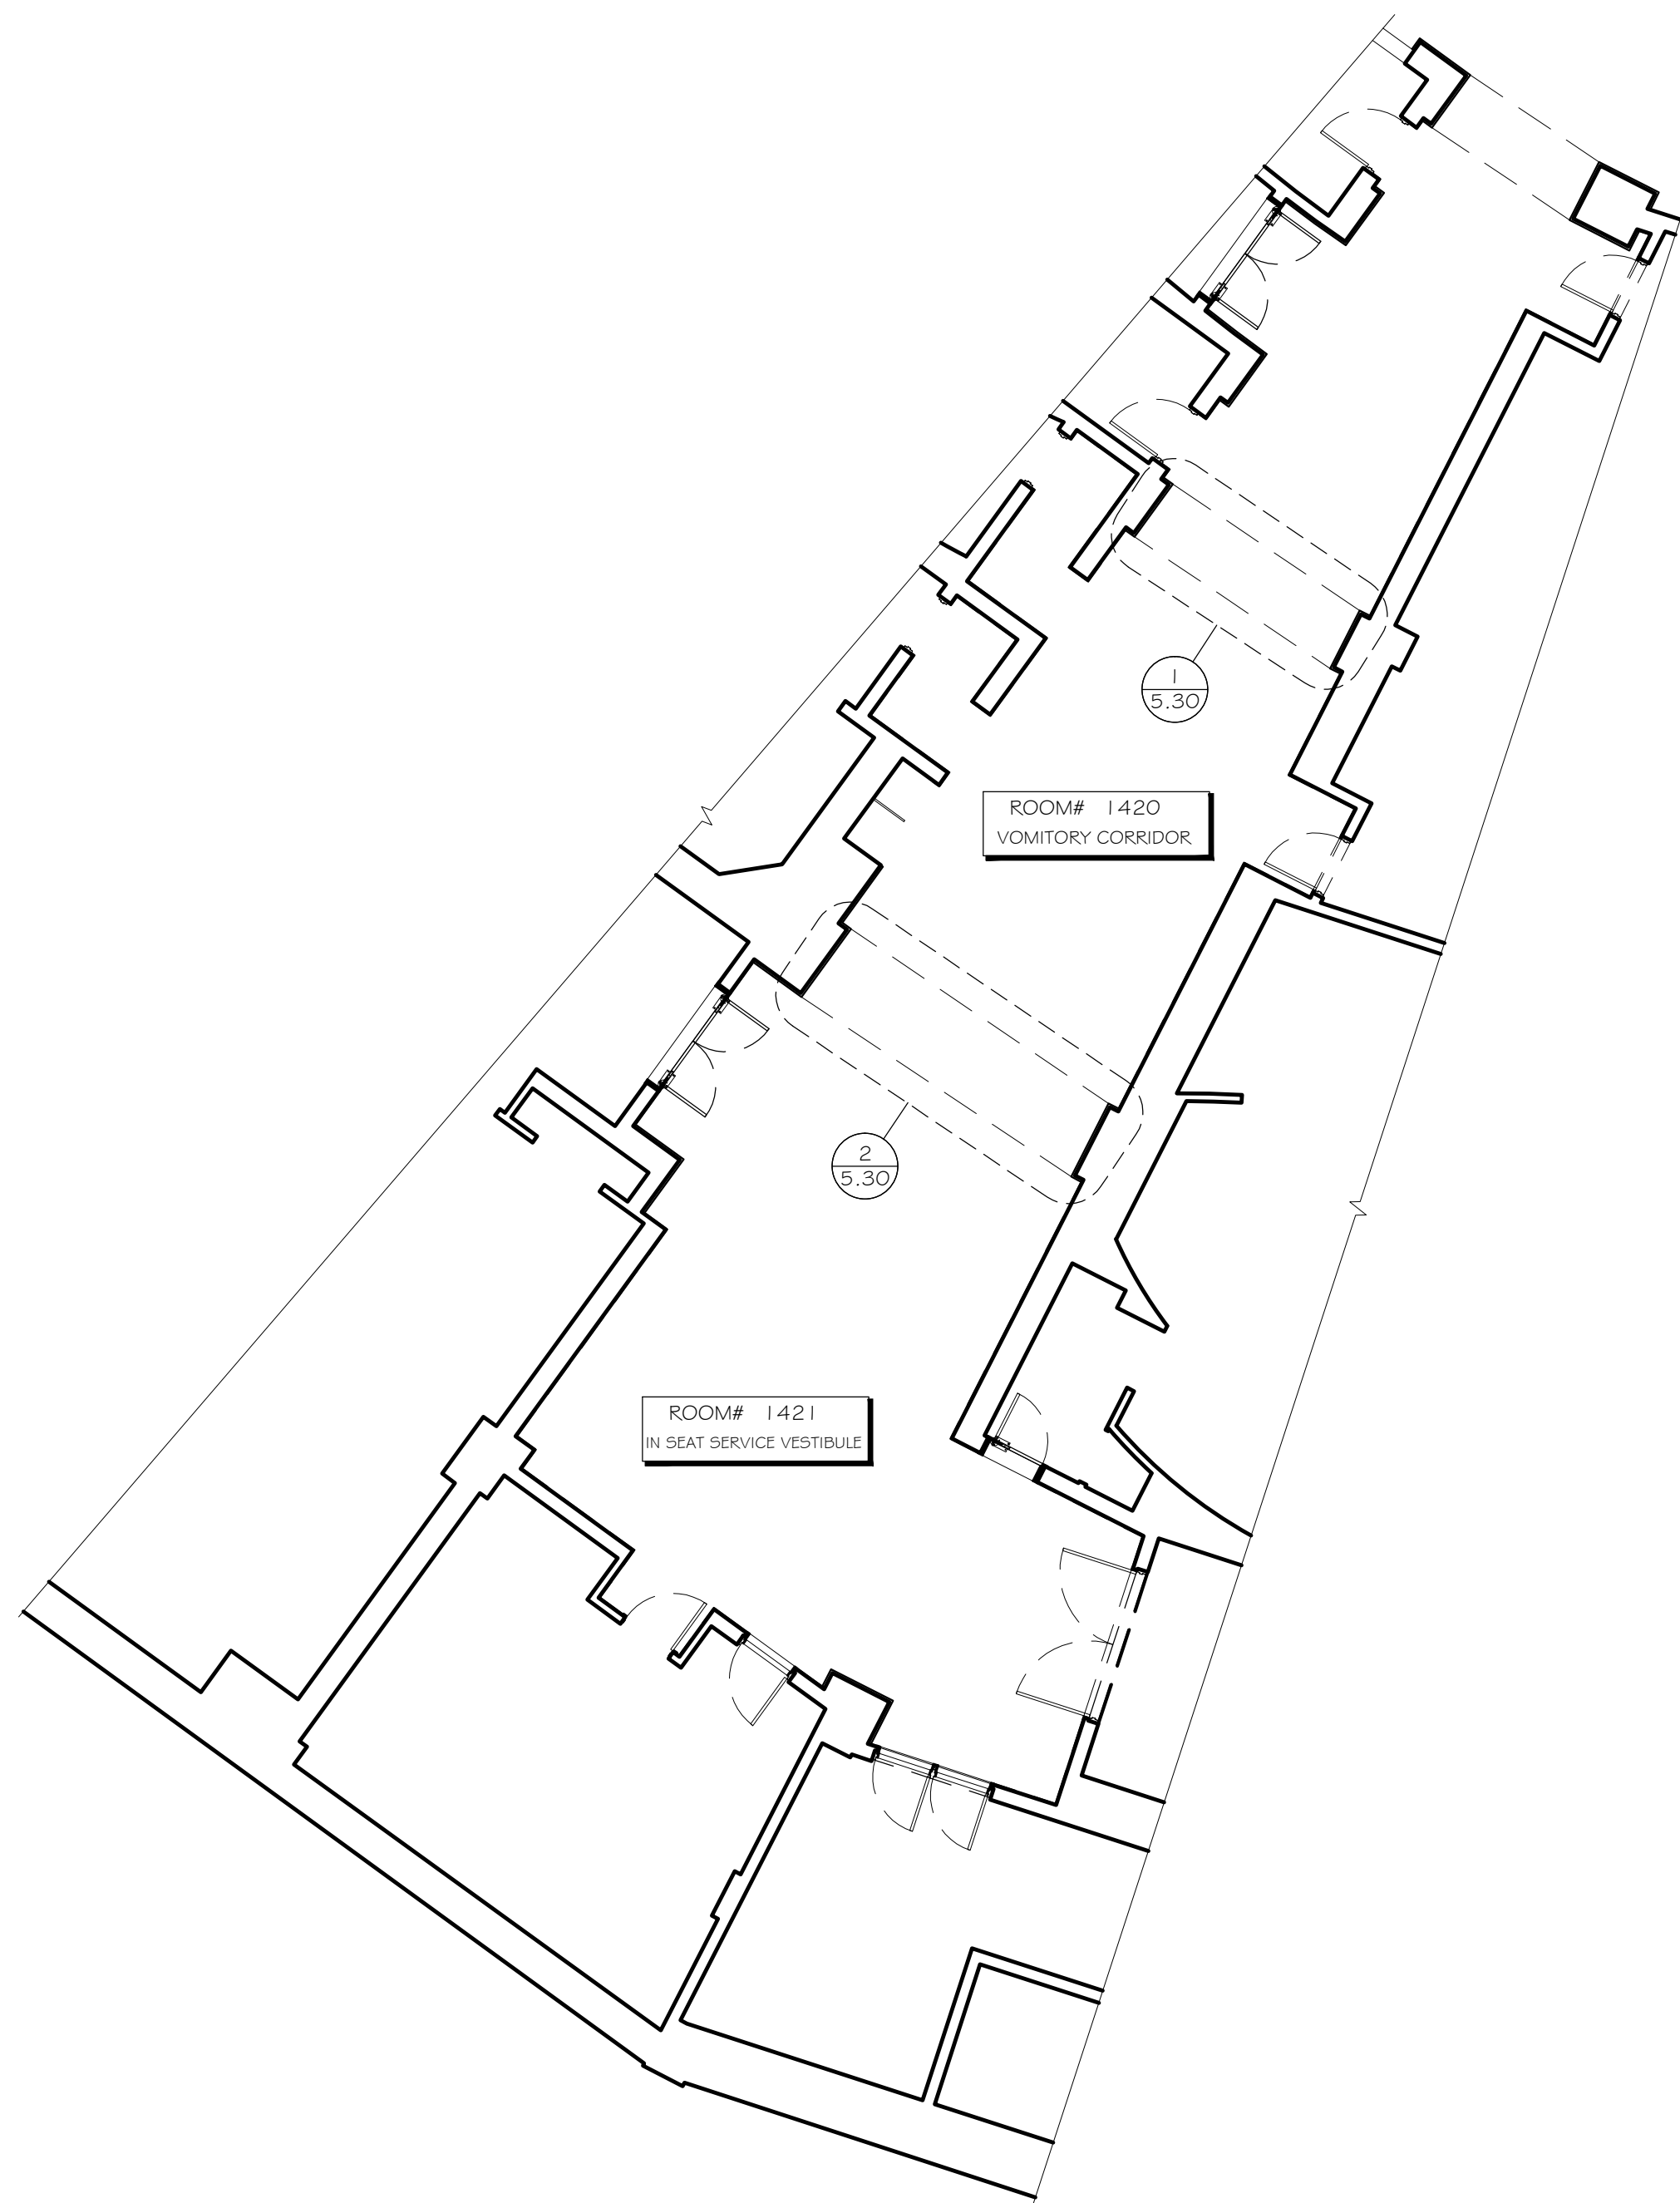 1
5.30
ROOM# 1420
VOMITORY CORRIDOR
2
5.30
ROOM# 1421
IN SEAT SERVICE VESTIBULE